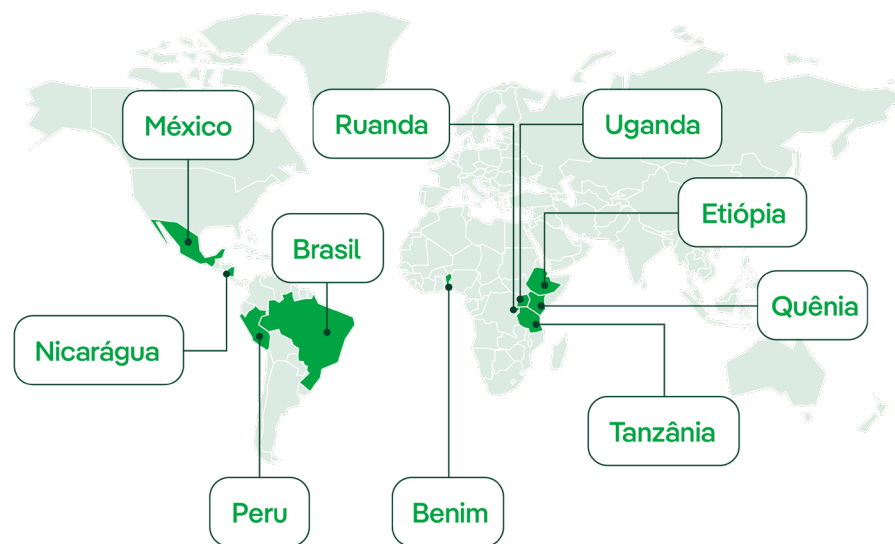 México
Ruanda
Uganda
Etiópia
Brasil
Quênia
Nicarágua
Tanzânia
Peru
Benim